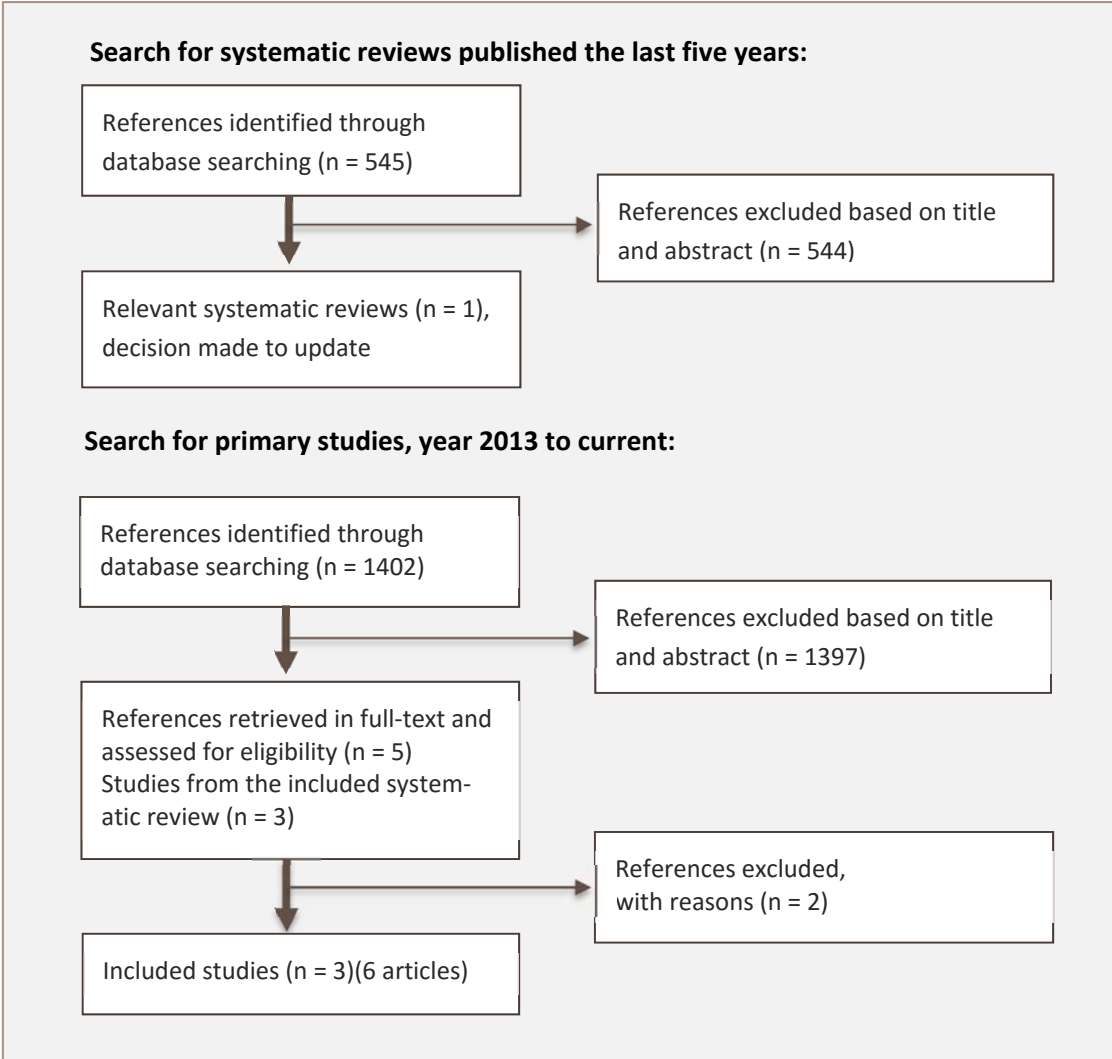 Search for systematic reviews published the last five years:
References identified through
database searching (n = 545)
References excluded based on title
and abstract (n = 544)
Relevant systematic reviews (n = 1),
decision made to update
Search for primary studies, year 2013 to current:
References identified through
database searching (n = 1402)
References excluded based on title
and abstract (n = 1397)
References retrieved in full-text and
assessed for eligibility (n = 5)
Studies from the included system-
atic review (n = 3)
References excluded,
with reasons (n = 2)
Included studies (n = 3)(6 articles)